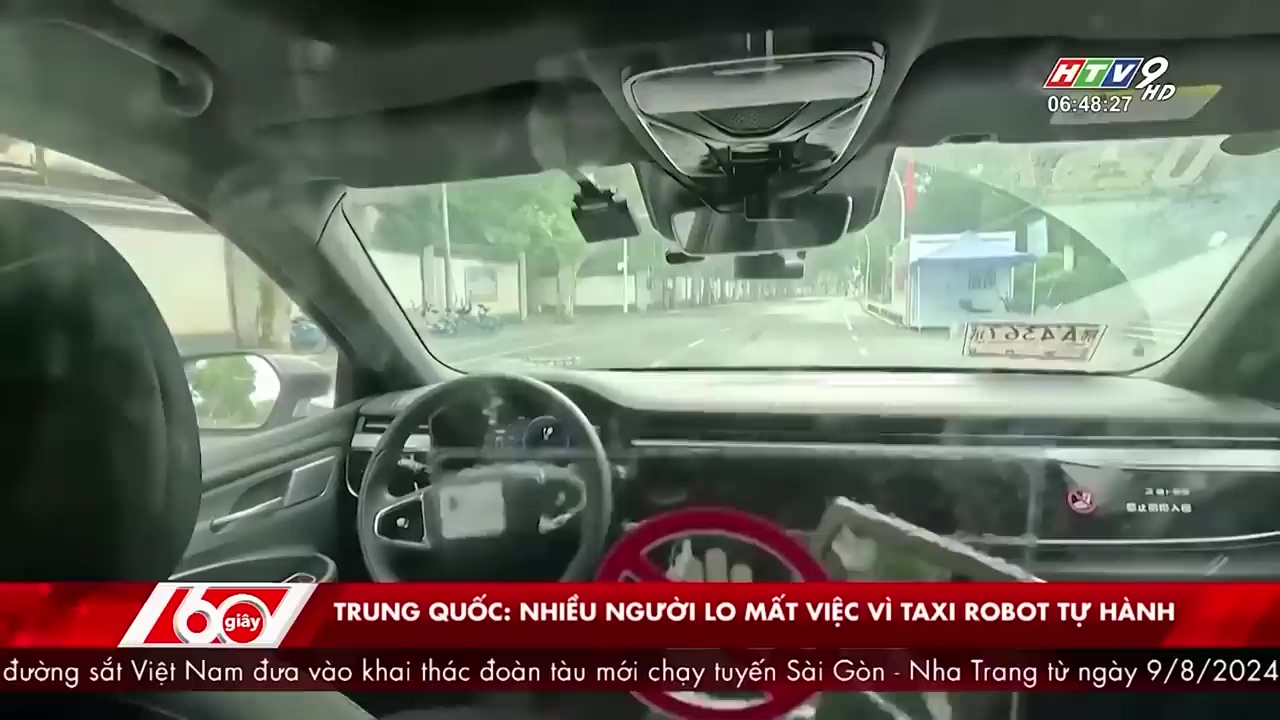 HTV9
HD
06:48:27
60 giây
TRUNG QUỐC: NHIỀU NGƯỜI LO MẤT VIỆC VÌ TAXI ROBOT TỰ HÀNH
đường sắt Việt Nam đưa vào khai thác đoàn tàu mới chạy tuyến Sài Gòn - Nha Trang từ ngày 9/8/2024